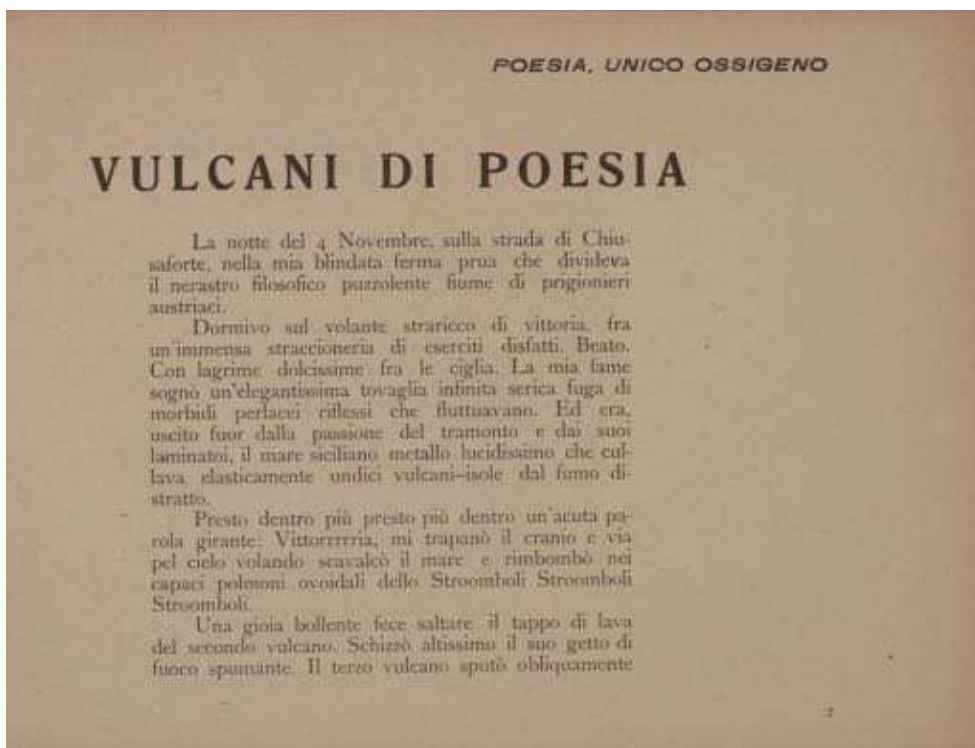 POESIA, UNICO OSSIGENO
VULCANI DI POESIA
La notte del 4 Novembre, sulla strada di Chiu-
saforte, nella mia blindata ferma prua che divideva
il nerastro filosofico puzzolente fiume di prigionieri
austriaci.
Dormivo sul volante straricco di vittoria, fra
un'immensa straccioneria di eserciti disfatti. Beato.
Con lagrime dolcissime fra le ciglia. La mia fame
sognò un'elegantissima tovaglia infinita serica fuga di
morbidi perlacei riflessi che fluttuavano. Ed era,
uscito fuor dalla passione del tramonto e dai suoi
laminatoi, il mare siciliano metallo lucidissimo che cul-
lava elasticamente undici vulcani–isole dal fumo di-
stratto.
Presto dentro più presto più dentro un'acuta pa-
rola girante: Vittorrrrria, mi trapanò il cranio e via
pel cielo volando scavalcò il mare e rimbombò nei
capaci polmoni ovoidali dello Stroomboli Stroomboli
Stroomboli.
Una gioia bollente fece saltare il tappo di lava
del secondo vulcano. Schizzò altissimo il suo getto di
fuoco spumante. Il terzo vulcano sputò obliquamente
7